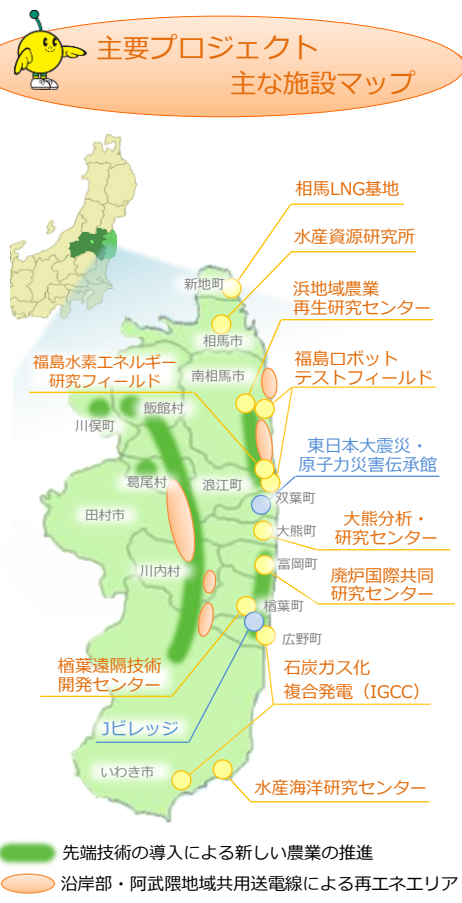 主要プロジェクト
主な施設マップ
相馬LNG基地
水産資源研究所
新地町
浜地域農業
再生研究センター
相馬市
福島水素エネルギー
研究フィールド
南相馬市
福島ロボット
テストフィールド
飯館村
川俣町
東日本大震災・
原子力災害伝承館
葛尾村
浪江町
双葉町
田村市
大熊町
大熊分析・
研究センター
川内村
富岡町
廃炉国際共同
研究センター
楢葉町
広野町
楢葉遠隔技術
開発センター
石炭ガス化
複合発電（IGCC）
Jビレッジ
いわき市
水産海洋研究センター
先端技術の導入による新しい農業の推進
沿岸部・阿武隈地域共用送電線による再エネエリア